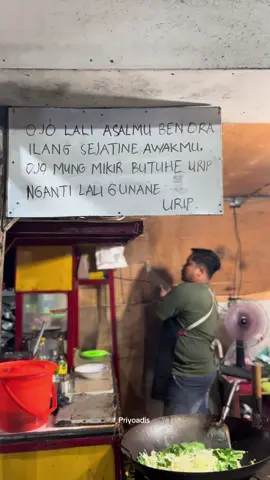 OJO LALI ASALMU BEN ORA
ILANG SEJATINE AWAKMU.
OJO MUNG MIKIR BUTUHE URIP
NGANTI LALI GUNANE
URIP.
Priyoadis